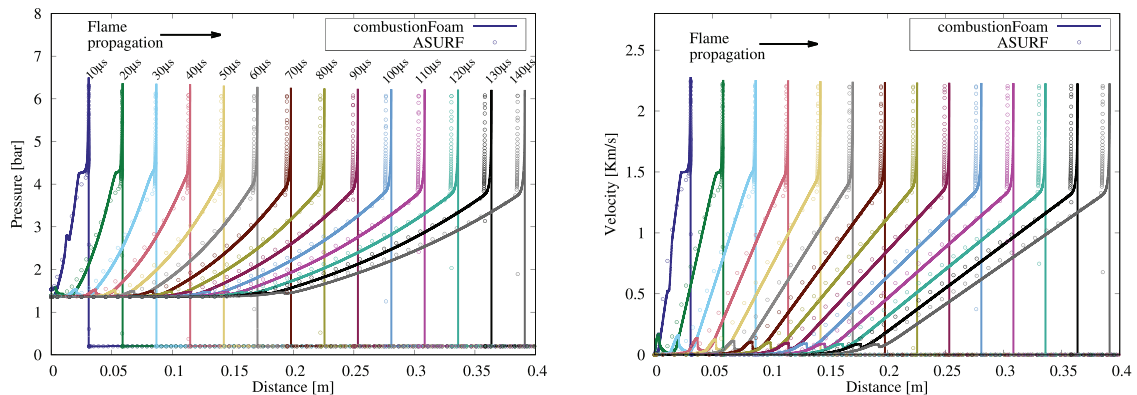 8
7
6
5
4
3
2
1
0
Pressure [bar]
Flame
propagation
combustionFoam
ASURF
10μs
20μs
30μs
40μs
50μs
60μs
70μs
80μs
90μs
100μs
110μs
120μs
130μs
140μs
0 0.05 0.1 0.15 0.2 0.25 0.3 0.35 0.4
Distance [m]
2.5
2
1.5
1
0.5
0
Velocity [Km/s]
Flame
propagation
combustionFoam
ASURF
0 0.05 0.1 0.15 0.2 0.25 0.3 0.35 0.4
Distance [m]